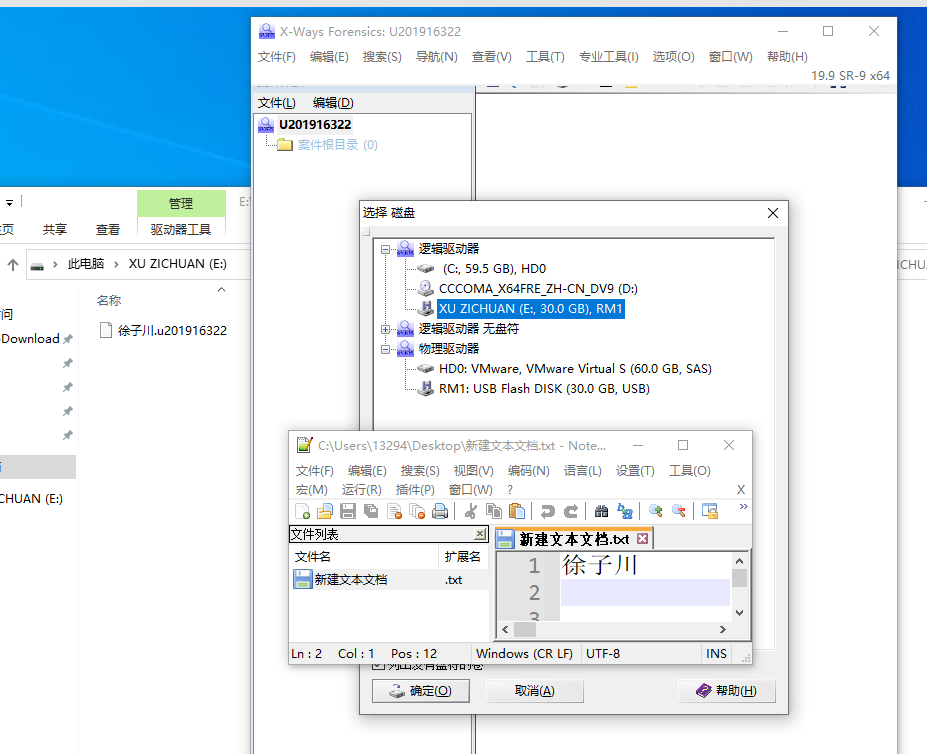 X-Ways Forensics: U201916322
文件(F) 编辑(E) 搜索(S) 导航(N) 查看(V) 工具(T) 专业工具(I) 选项(O) 窗口(W) 帮助(H)
19.9 SR-9 x64
文件(L) 编辑(D)
U201916322
案件根目录 (0)
管理
E:
共享 查看 驱动器工具
此电脑 › XU ZICHUAN (E:)
名称
徐子川.u201916322
Download
CHUAN (E:)
选择 磁盘
逻辑驱动器
(C:, 59.5 GB), HD0
CCCOMA_X64FRE_ZH-CN_DV9 (D:)
XU ZICHUAN (E:, 30.0 GB), RM1
逻辑驱动器 无盘符
物理驱动器
HD0: VMware, VMware Virtual S (60.0 GB, SAS)
RM1: USB Flash DISK (30.0 GB, USB)
C:\Users\13294\Desktop\新建文本文档.txt - Note...
文件(F) 编辑(E) 搜索(S) 视图(V) 编码(N) 语言(L) 设置(T) 工具(O)
宏(M) 运行(R) 插件(P) 窗口(W) ? X
文件列表
新建文本文档.txt
文件名 扩展名
新建文本文档 .txt
1 徐子川
2
3
Ln : 2 Col : 1 Pos : 12 Windows (CR LF) UTF-8 INS
列出没有盘符的卷
确定(O) 取消(A) 帮助(H)